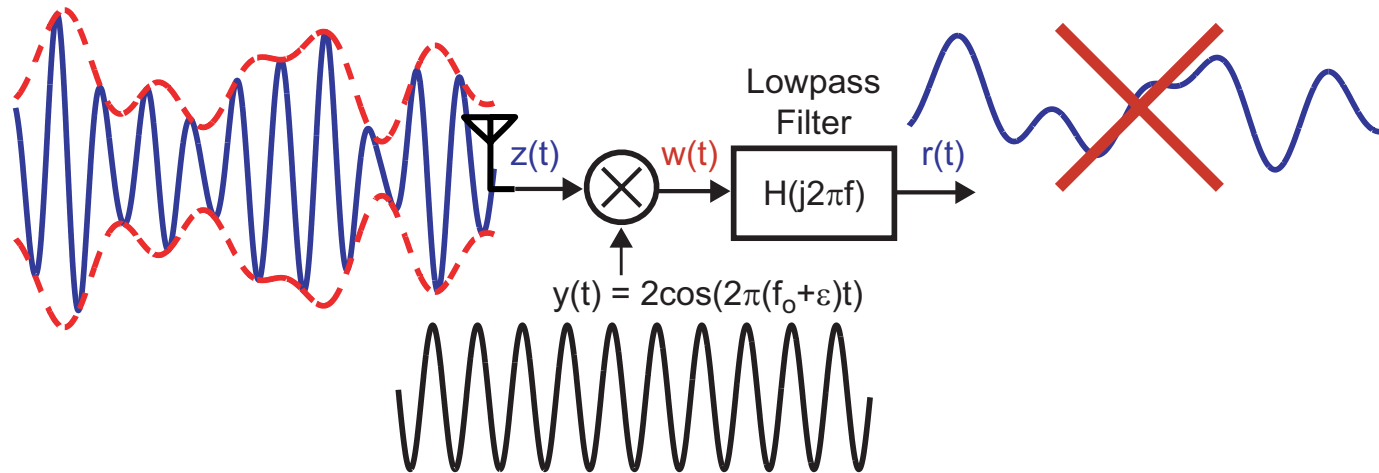 Lowpass
Filter
z(t)
w(t)
r(t)
H(j2πf)
y(t) = 2cos(2π(fₒ+ε)t)